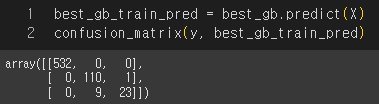 1 best_gb_train_pred = best_gb.predict(X)
2 confusion_matrix(y, best_gb_train_pred)
array([[532, 0, 0],
[ 0, 110, 1],
[ 0, 9, 23]])